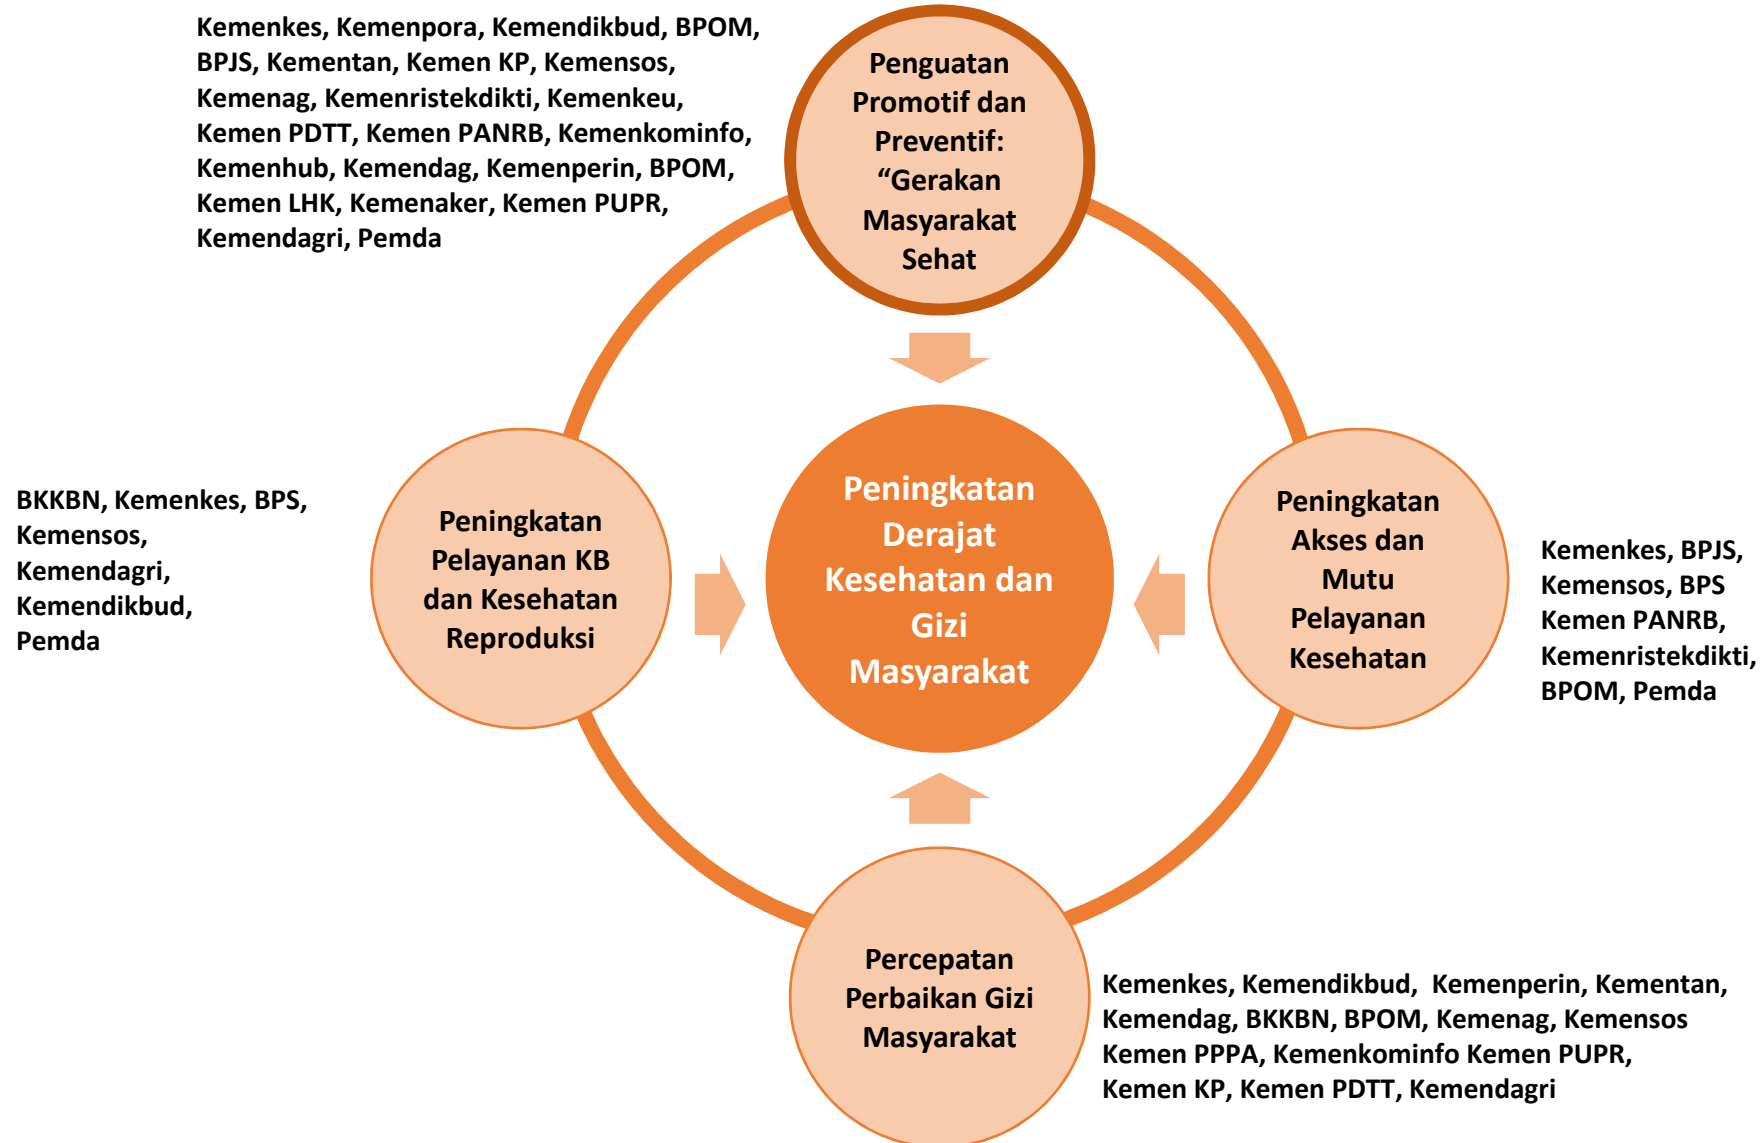 Kemenkes, Kemenpora, Kemendikbud, BPOM,
BPJS, Kementan, Kemen KP, Kemensos,
Kemenag, Kemenristekdikti, Kemenkeu,
Kemen PDTT, Kemen PANRB, Kemenkominfo,
Kemenhub, Kemendag, Kemenperin, BPOM,
Kemen LHK, Kemenaker, Kemen PUPR,
Kemendagri, Pemda
Penguatan
Promotif dan
Preventif:
“Gerakan
Masyarakat
Sehat
BKKBN, Kemenkes, BPS,
Kemensos,
Kemendagri,
Kemendikbud,
Pemda
Peningkatan
Pelayanan KB
dan Kesehatan
Reproduksi
Peningkatan
Derajat
Kesehatan dan
Gizi
Masyarakat
Peningkatan
Akses dan
Mutu
Pelayanan
Kesehatan
Kemenkes, BPJS,
Kemensos, BPS
Kemen PANRB,
Kemenristekdikti,
BPOM, Pemda
Percepatan
Perbaikan Gizi
Masyarakat
Kemenkes, Kemendikbud, Kemenperin, Kementan,
Kemendag, BKKBN, BPOM, Kemenag, Kemensos
Kemen PPPA, Kemenkominfo Kemen PUPR,
Kemen KP, Kemen PDTT, Kemendagri